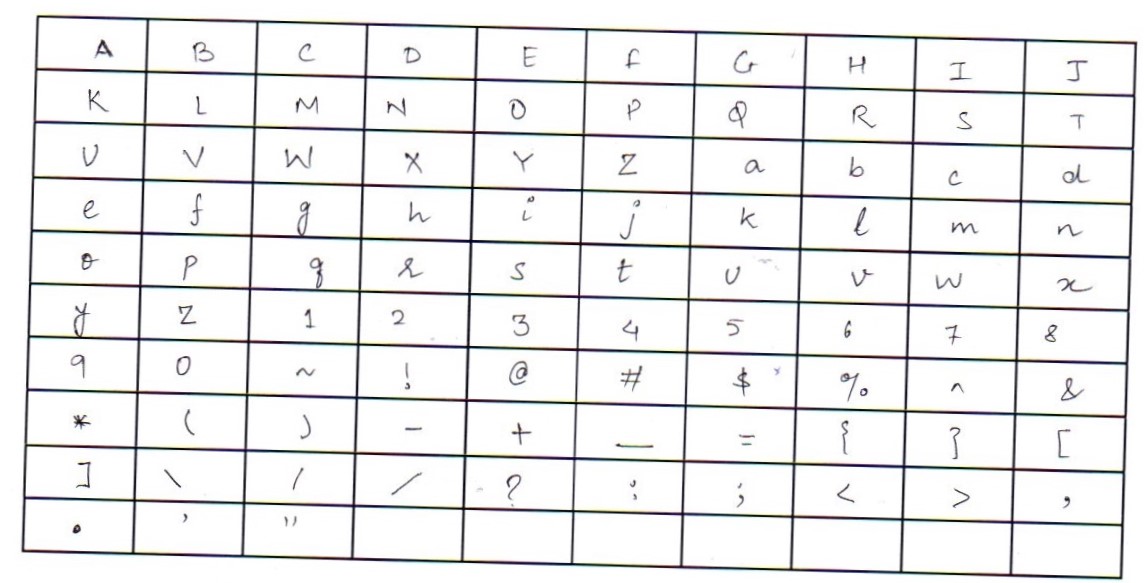 A B C D E F G H I J
K L M N O P Q R S T
U V W X Y Z a b c d
e f g h i j k l m n
o p q r s t u v w x
y z 1 2 3 4 5 6 7 8
9 0 ~ ! @ # $ % ^ &
* ( ) - + _ = { } [
] \ / / ? : ; < > ,
. ' "